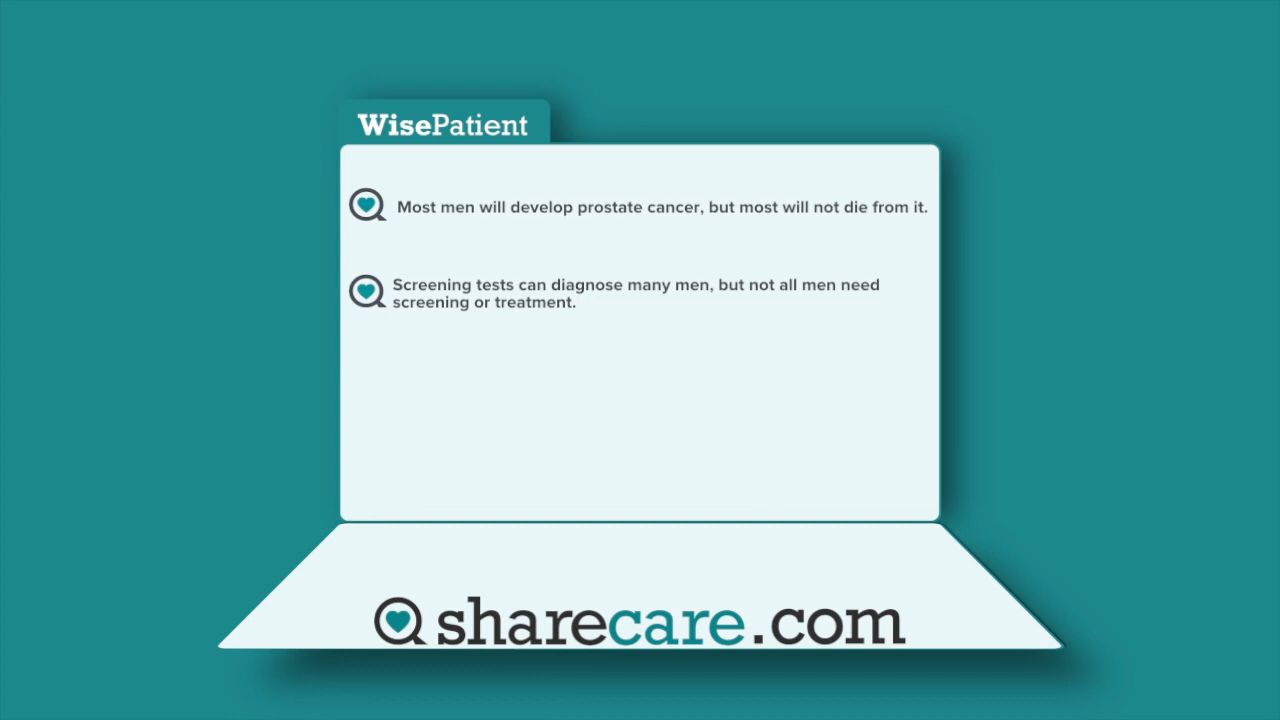 WisePatient
Most men will develop prostate cancer, but most will not die from it.
Screening tests can diagnose many men, but not all men need
screening or treatment.
sharecare.com